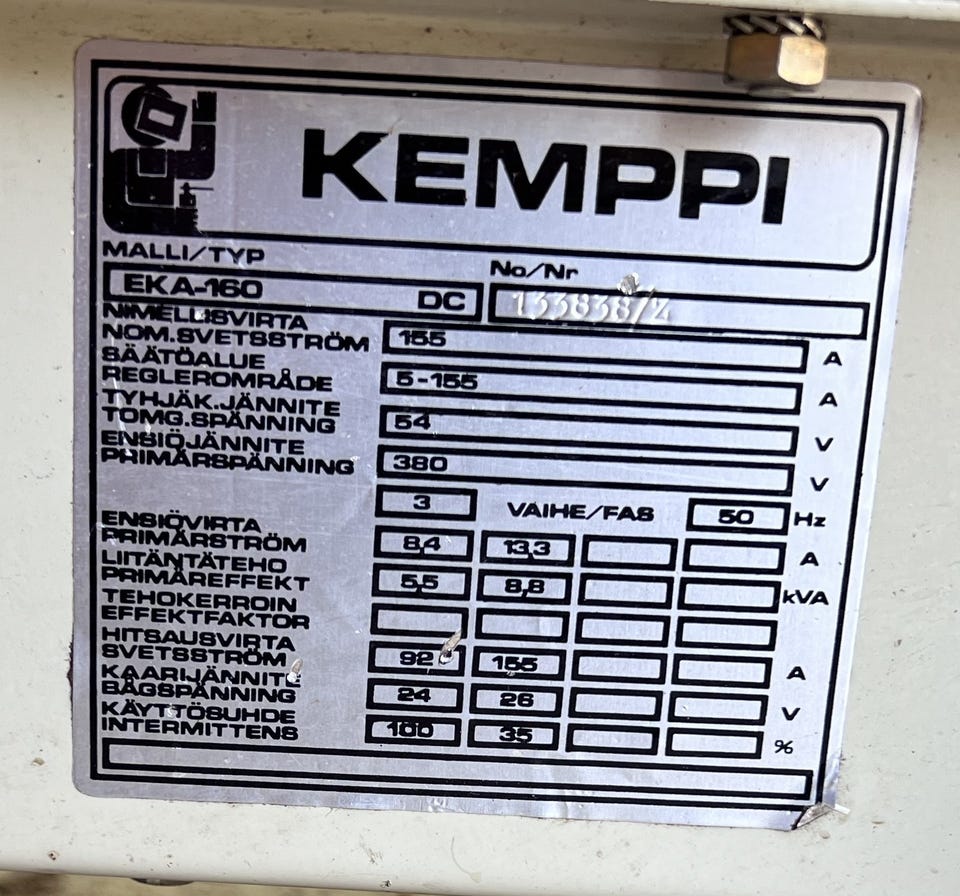 KEMPPI
MALLI/TYP No/Nr
EKA-160 DC 133838/Z
NIMELLISVIRTA
NOM.SVETSSTRÖM 155 A
SÄÄTÖALUE
REGLEROMRÅDE 5-155 A
TYHJÄK.JÄNNITE
TOMG.SPÄNNING 54 V
ENSIÖJÄNNITE
PRIMÄRSPÄNNING 380 V
3 VAIHE/FAS 50 Hz
ENSIÖVIRTA
PRIMÄRSTRÖM 8,4 13,3 A
LIITÄNTÄTEHO
PRIMÄREFFEKT 5,5 8,8 kVA
TEHOKERROIN
EFFEKTFAKTOR
HITSAUSVIRTA
SVETSSTRÖM 92 155 A
KAARIJÄNNITE
BÅGSPÄNNING 24 26 V
KÄYTTÖSUHDE
INTERMITTENS 100 35 %